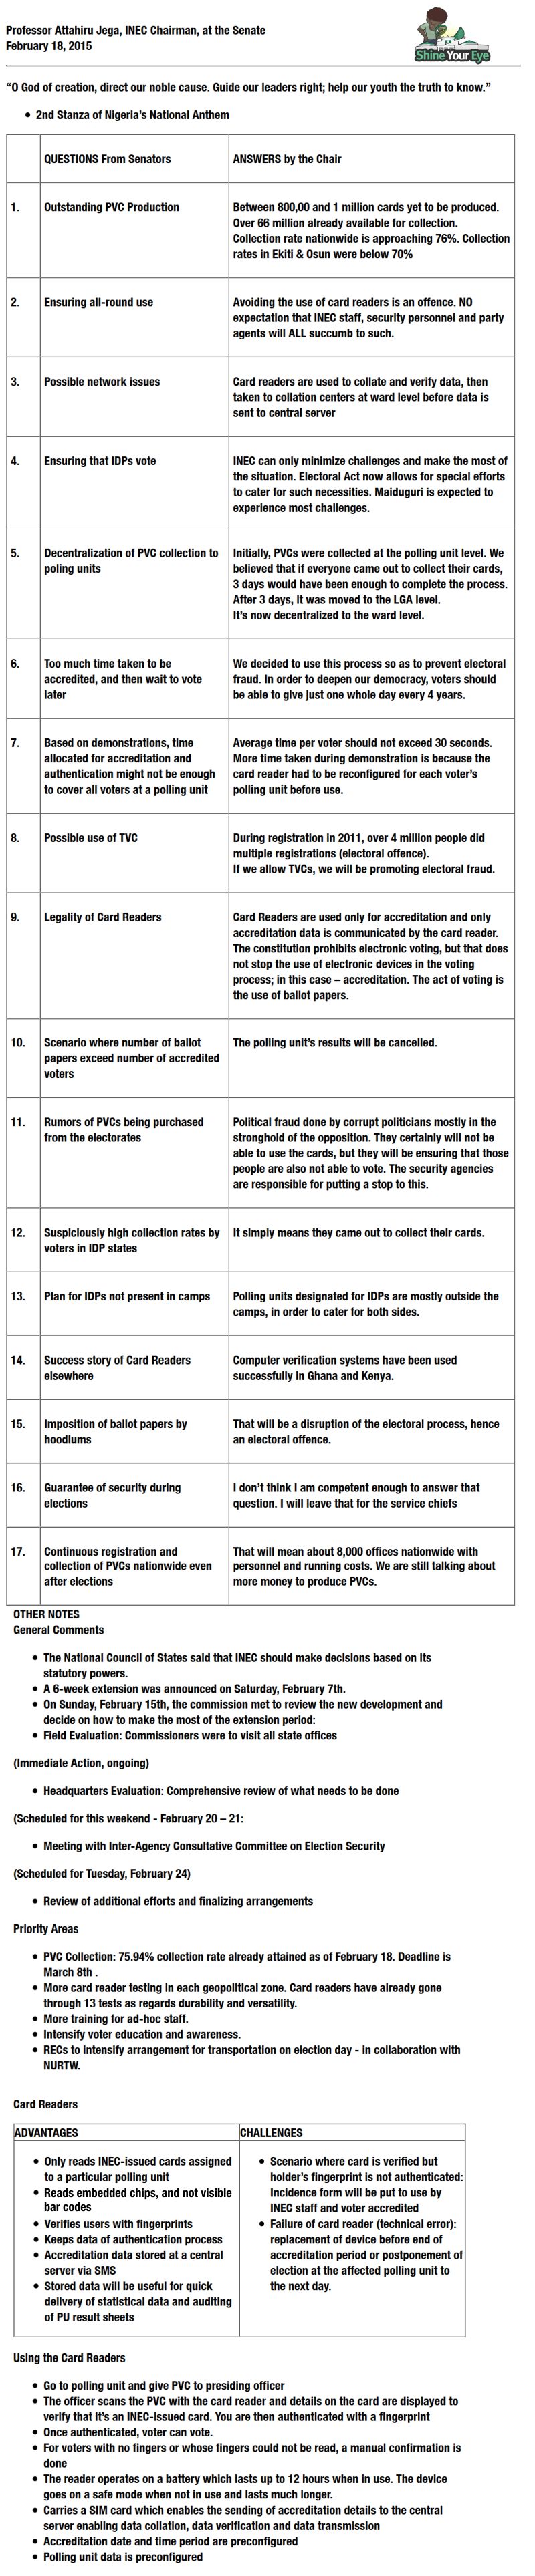 Professor Attahiru Jega, INEC Chairman, at the Senate
February 18, 2015
Shine Your Eye
“O God of creation, direct our noble cause. Guide our leaders right; help our youth the truth to know.”
• 2nd Stanza of Nigeria’s National Anthem
QUESTIONS From Senators
ANSWERS by the Chair
1.
Outstanding PVC Production
Between 800,00 and 1 million cards yet to be produced.
Over 66 million already available for collection.
Collection rate nationwide is approaching 76%. Collection
rates in Ekiti & Osun were below 70%
2.
Ensuring all-round use
Avoiding the use of card readers is an offence. NO
expectation that INEC staff, security personnel and party
agents will ALL succumb to such.
3.
Possible network issues
Card readers are used to collate and verify data, then
taken to collation centers at ward level before data is
sent to central server
4.
Ensuring that IDPs vote
INEC can only minimize challenges and make the most of
the situation. Electoral Act now allows for special efforts
to cater for such necessities. Maiduguri is expected to
experience most challenges.
5.
Decentralization of PVC collection to
poling units
Initially, PVCs were collected at the polling unit level. We
believed that if everyone came out to collect their cards,
3 days would have been enough to complete the process.
After 3 days, it was moved to the LGA level.
It’s now decentralized to the ward level.
6.
Too much time taken to be
accredited, and then wait to vote
later
We decided to use this process so as to prevent electoral
fraud. In order to deepen our democracy, voters should
be able to give just one whole day every 4 years.
7.
Based on demonstrations, time
allocated for accreditation and
authentication might not be enough
to cover all voters at a polling unit
Average time per voter should not exceed 30 seconds.
More time taken during demonstration is because the
card reader had to be reconfigured for each voter’s
polling unit before use.
8.
Possible use of TVC
During registration in 2011, over 4 million people did
multiple registrations (electoral offence).
If we allow TVCs, we will be promoting electoral fraud.
9.
Legality of Card Readers
Card Readers are used only for accreditation and only
accreditation data is communicated by the card reader.
The constitution prohibits electronic voting, but that does
not stop the use of electronic devices in the voting
process; in this case – accreditation. The act of voting is
the use of ballot papers.
10.
Scenario where number of ballot
papers exceed number of accredited
voters
The polling unit’s results will be cancelled.
11.
Rumors of PVCs being purchased
from the electorates
Political fraud done by corrupt politicians mostly in the
stronghold of the opposition. They certainly will not be
able to use the cards, but they will be ensuring that those
people are also not able to vote. The security agencies
are responsible for putting a stop to this.
12.
Suspiciously high collection rates by
voters in IDP states
It simply means they came out to collect their cards.
13.
Plan for IDPs not present in camps
Polling units designated for IDPs are mostly outside the
camps, in order to cater for both sides.
14.
Success story of Card Readers
elsewhere
Computer verification systems have been used
successfully in Ghana and Kenya.
15.
Imposition of ballot papers by
hoodlums
That will be a disruption of the electoral process, hence
an electoral offence.
16.
Guarantee of security during
elections
I don’t think I am competent enough to answer that
question. I will leave that for the service chiefs
17.
Continuous registration and
collection of PVCs nationwide even
after elections
That will mean about 8,000 offices nationwide with
personnel and running costs. We are still talking about
more money to produce PVCs.
OTHER NOTES
General Comments
• The National Council of States said that INEC should make decisions based on its
statutory powers.
• A 6-week extension was announced on Saturday, February 7th.
• On Sunday, February 15th, the commission met to review the new development and
decide on how to make the most of the extension period:
• Field Evaluation: Commissioners were to visit all state offices
(Immediate Action, ongoing)
• Headquarters Evaluation: Comprehensive review of what needs to be done
(Scheduled for this weekend - February 20 – 21:
• Meeting with Inter-Agency Consultative Committee on Election Security
(Scheduled for Tuesday, February 24)
• Review of additional efforts and finalizing arrangements
Priority Areas
• PVC Collection: 75.94% collection rate already attained as of February 18. Deadline is
March 8th .
• More card reader testing in each geopolitical zone. Card readers have already gone
through 13 tests as regards durability and versatility.
• More training for ad-hoc staff.
• Intensify voter education and awareness.
• RECs to intensify arrangement for transportation on election day - in collaboration with
NURTW.
Card Readers
ADVANTAGES
• Only reads INEC-issued cards assigned
to a particular polling unit
• Reads embedded chips, and not visible
bar codes
• Verifies users with fingerprints
• Keeps data of authentication process
• Accreditation data stored at a central
server via SMS
• Stored data will be useful for quick
delivery of statistical data and auditing
of PU result sheets
CHALLENGES
• Scenario where card is verified but
holder’s fingerprint is not authenticated:
Incidence form will be put to use by
INEC staff and voter accredited
• Failure of card reader (technical error):
replacement of device before end of
accreditation period or postponement of
election at the affected polling unit to
the next day.
Using the Card Readers
• Go to polling unit and give PVC to presiding officer
• The officer scans the PVC with the card reader and details on the card are displayed to
verify that it’s an INEC-issued card. You are then authenticated with a fingerprint
• Once authenticated, voter can vote.
• For voters with no fingers or whose fingers could not be read, a manual confirmation is
done
• The reader operates on a battery which lasts up to 12 hours when in use. The device
goes on a safe mode when not in use and lasts much longer.
• Carries a SIM card which enables the sending of accreditation details to the central
server enabling data collation, data verification and data transmission
• Accreditation date and time period are preconfigured
• Polling unit data is preconfigured